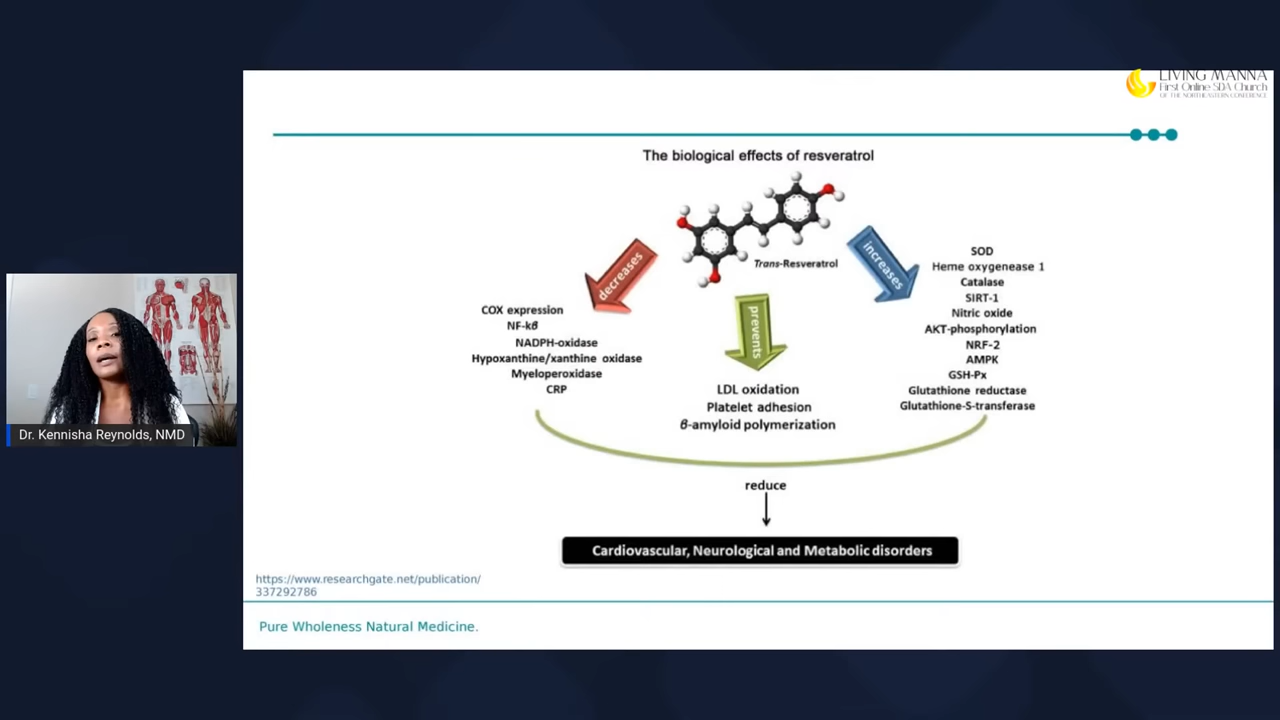 LIVING MANNA
First Online SDA Church
OF THE NORTHEASTERN CONFERENCE
The biological effects of resveratrol
Trans-Resveratrol
decreases
prevents
increases
COX expression
NF-kβ
NADPH-oxidase
Hypoxanthine/xanthine oxidase
Myeloperoxidase
CRP
LDL oxidation
Platelet adhesion
β-amyloid polymerization
SOD
Heme oxygenease 1
Catalase
SIRT-1
Nitric oxide
AKT-phosphorylation
NRF-2
AMPK
GSH-Px
Glutathione reductase
Glutathione-S-transferase
reduce
Cardiovascular, Neurological and Metabolic disorders
https://www.researchgate.net/publication/
337292786
Pure Wholeness Natural Medicine.
Dr. Kennisha Reynolds, NMD